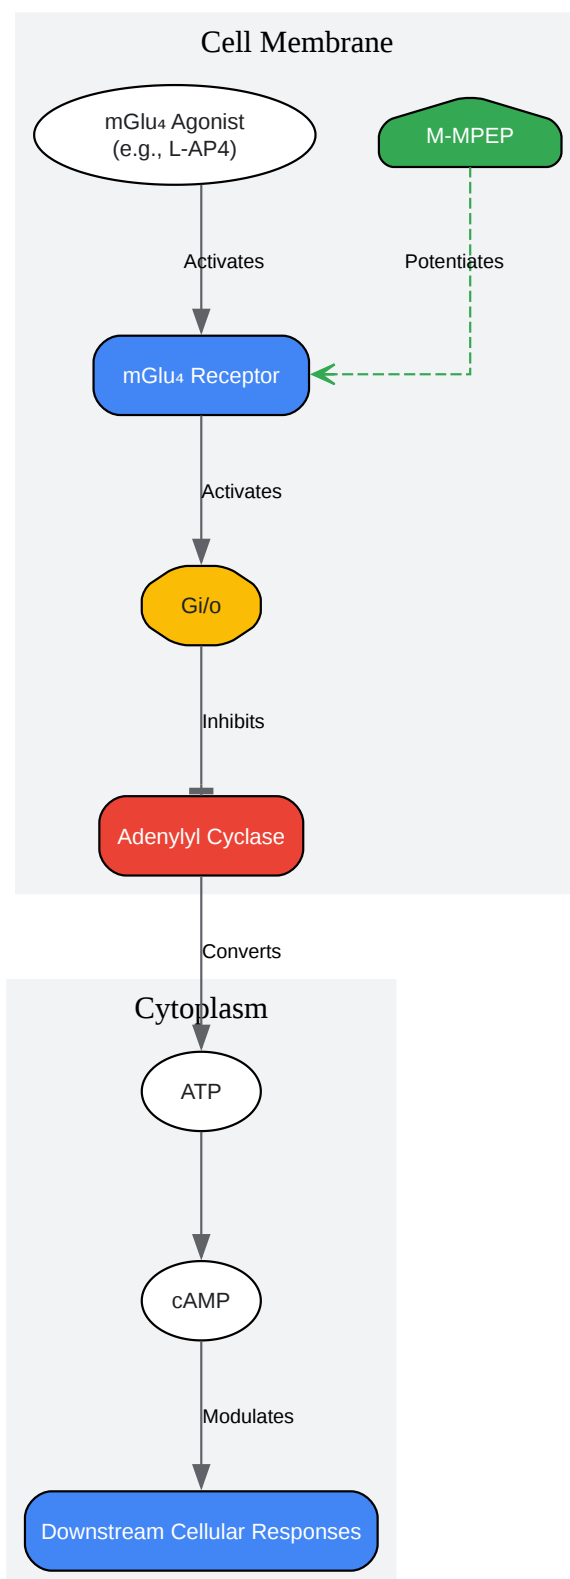 Cell Membrane
mGlu₄ Agonist
(e.g., L-AP4)
M-MPEP
Activates
Potentiates
mGlu₄ Receptor
Activates
Gi/o
Inhibits
Adenylyl Cyclase
Converts
Cytoplasm
ATP
cAMP
Modulates
Downstream Cellular Responses